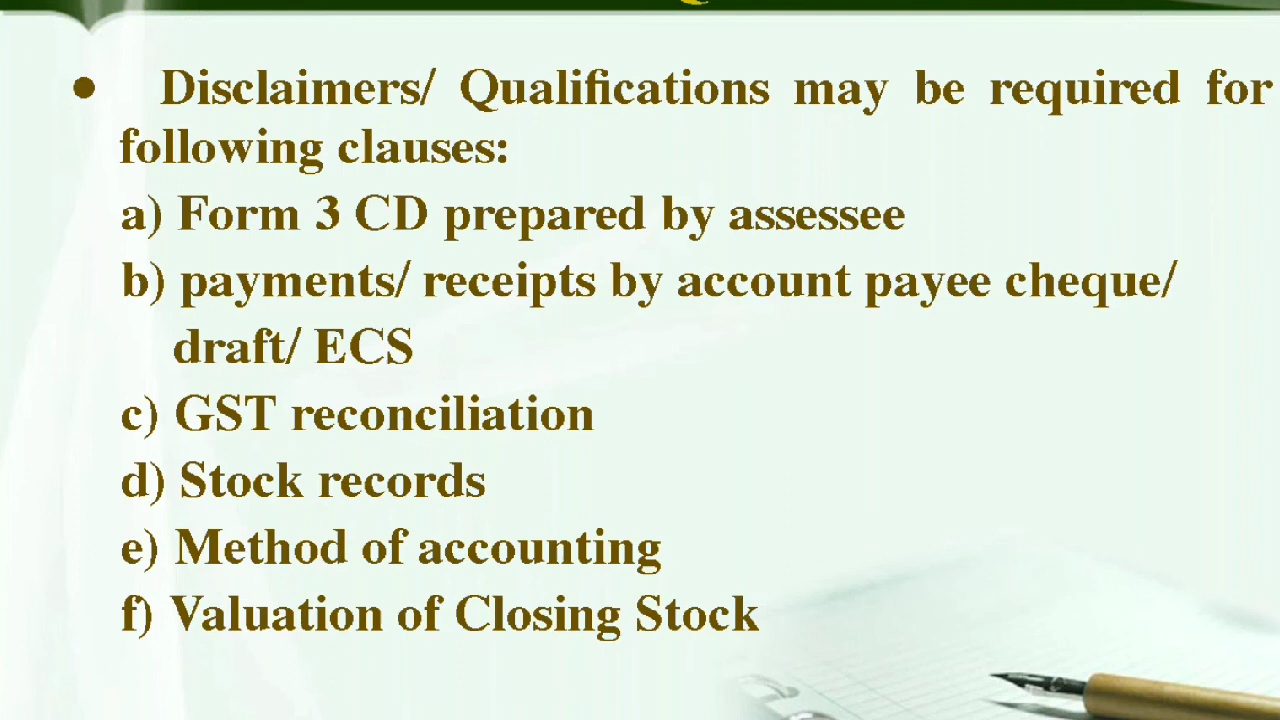 • Disclaimers/ Qualifications may be required for
following clauses:
a) Form 3 CD prepared by assessee
b) payments/ receipts by account payee cheque/
draft/ ECS
c) GST reconciliation
d) Stock records
e) Method of accounting
f) Valuation of Closing Stock